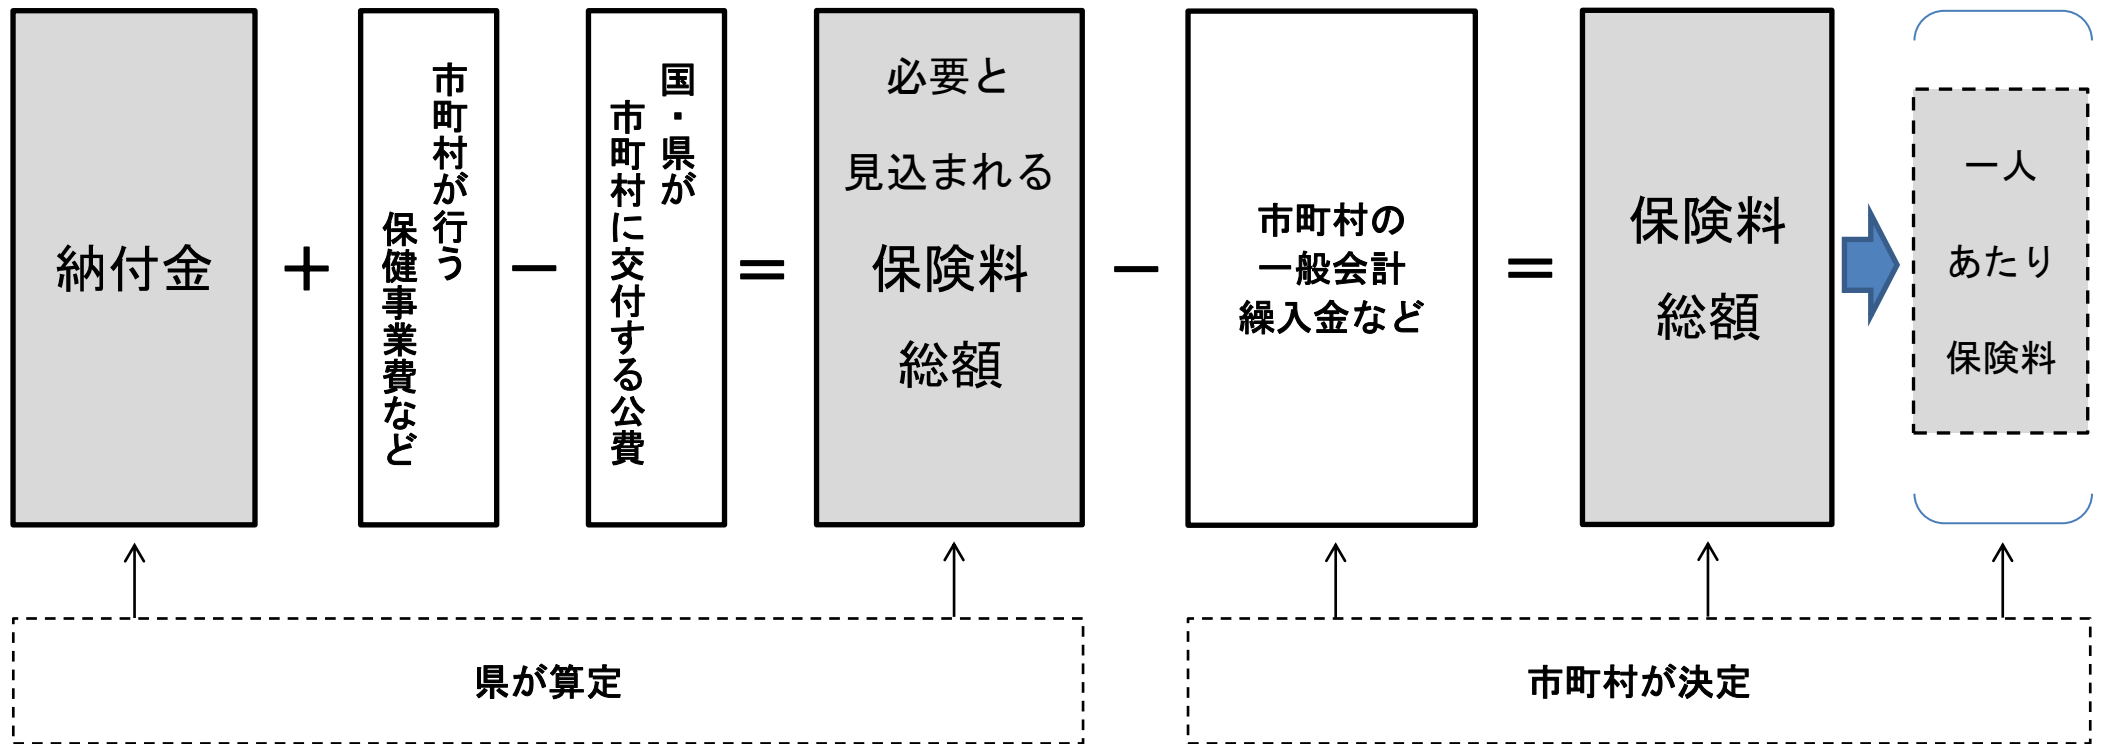 納付金
＋
市町村が行う
保健事業費など
－
国・県が
市町村に交付する公費
＝
必要と
見込まれる
保険料
総額
－
市町村の
一般会計
繰入金など
＝
保険料
総額
一人
あたり
保険料
県が算定
市町村が決定